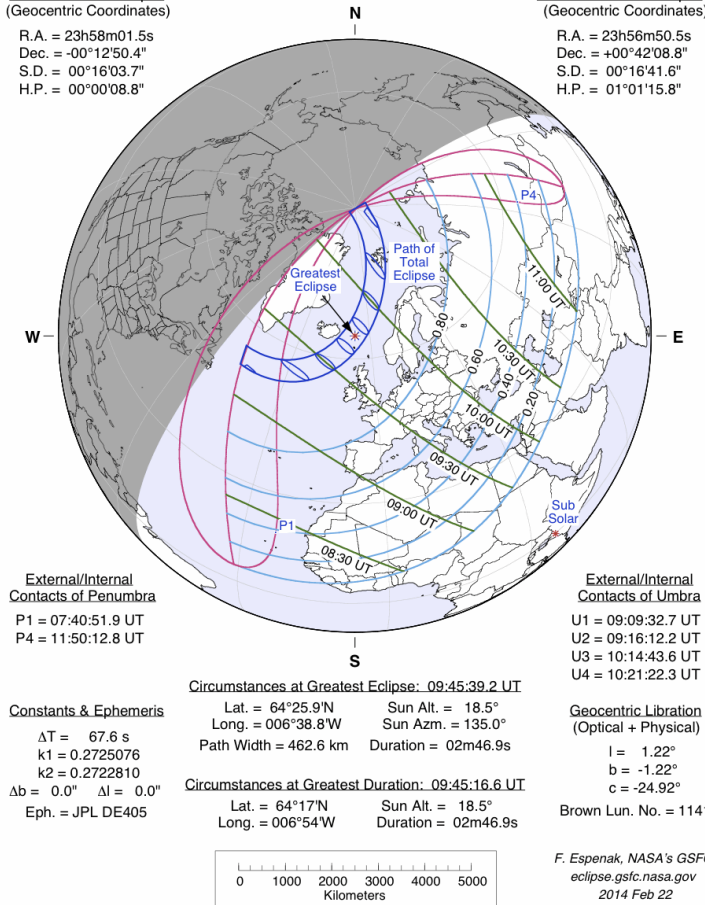 (Geocentric Coordinates)
R.A. = 23h58m01.5s
Dec. = -00°12'50.4"
S.D. = 00°16'03.7"
H.P. = 00°00'08.8"
N
(Geocentric Coordinates)
R.A. = 23h56m50.5s
Dec. = +00°42'08.8"
S.D. = 00°16'41.6"
H.P. = 01°01'15.8"
P4
Path of
Total
Eclipse
Greatest
Eclipse
11:00 UT
W
E
0.80
10:30 UT
0.60
0.40
0.20
10:00 UT
09:30 UT
09:00 UT
Sub
Solar
P1
08:30 UT
External/Internal
Contacts of Penumbra
P1 = 07:40:51.9 UT
P4 = 11:50:12.8 UT
External/Internal
Contacts of Umbra
U1 = 09:09:32.7 UT
U2 = 09:16:12.2 UT
U3 = 10:14:43.6 UT
U4 = 10:21:22.3 UT
S
Circumstances at Greatest Eclipse: 09:45:39.2 UT
Lat. = 64°25.9'N Sun Alt. = 18.5°
Long. = 006°38.8'W Sun Azm. = 135.0°
Path Width = 462.6 km Duration = 02m46.9s
Circumstances at Greatest Duration: 09:45:16.6 UT
Lat. = 64°17'N Sun Alt. = 18.5°
Long. = 006°54'W Duration = 02m46.9s
Constants & Ephemeris
ΔT = 67.6 s
k1 = 0.2725076
k2 = 0.2722810
Δb = 0.0" Δl = 0.0"
Eph. = JPL DE405
Geocentric Libration
(Optical + Physical)
l = 1.22°
b = -1.22°
c = -24.92°
Brown Lun. No. = 114
0 1000 2000 3000 4000 5000
Kilometers
F. Espenak, NASA's GSF
eclipse.gsfc.nasa.gov
2014 Feb 22